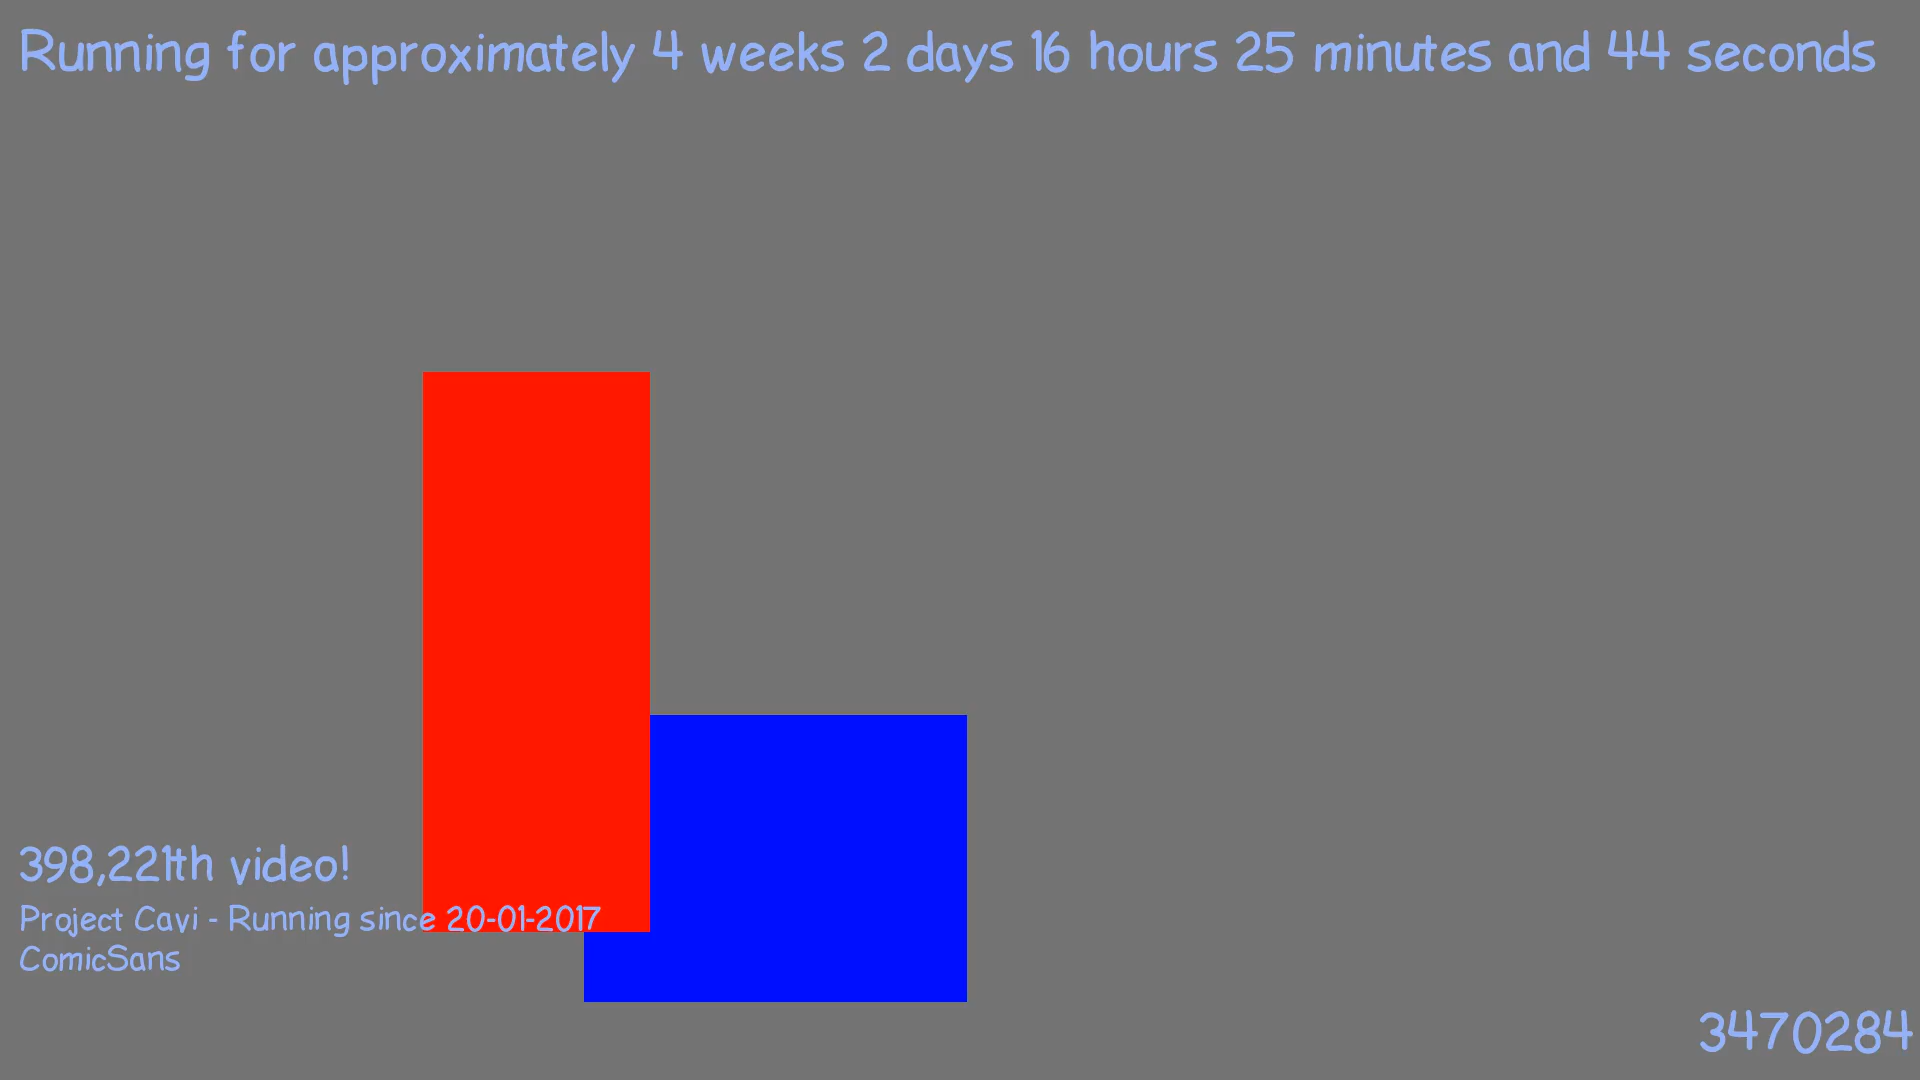 Running for approximately 4 weeks 2 days 16 hours 25 minutes and 44 seconds
398,221th video!
Project Cavi - Running since 20-01-2017
ComicSans
3470284